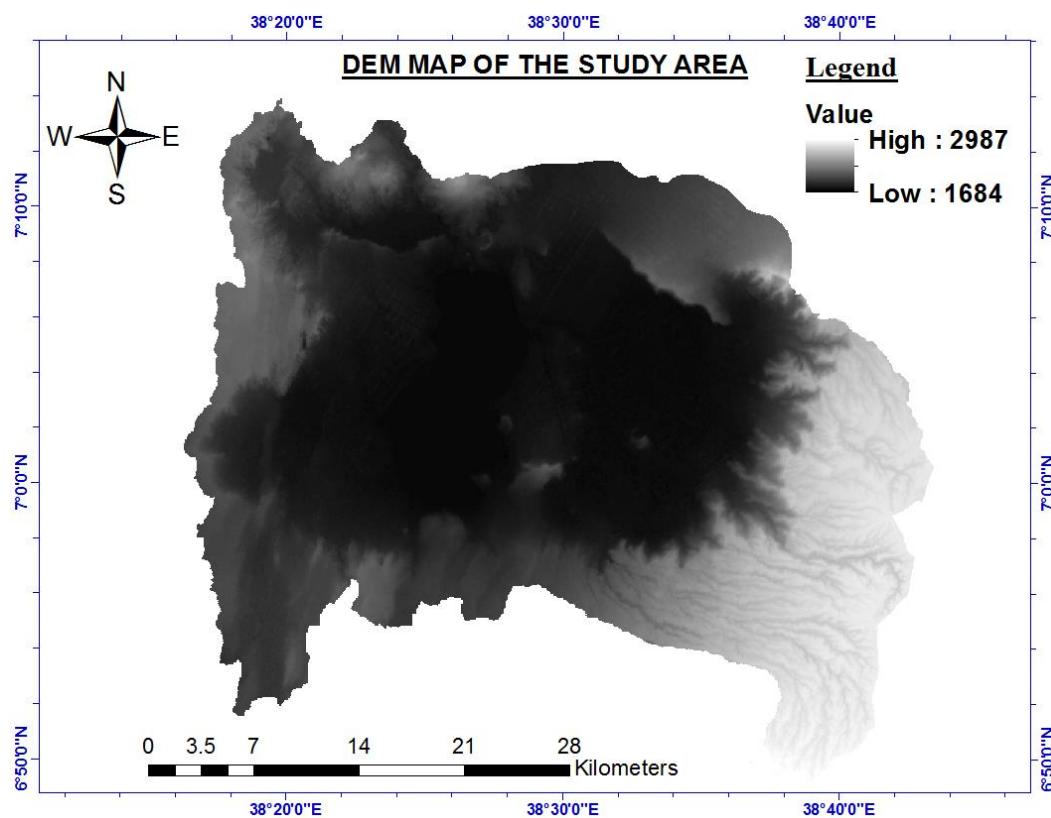 38°20'0"E 38°30'0"E 38°40'0"E
DEM MAP OF THE STUDY AREA
Legend
Value
High : 2987
Low : 1684
N
W E
S
7°10'0"N 7°10'0"N
7°0'0"N 7°0'0"N
6°50'0"N 6°50'0"N
0 3.5 7 14 21 28
Kilometers
38°20'0"E 38°30'0"E 38°40'0"E